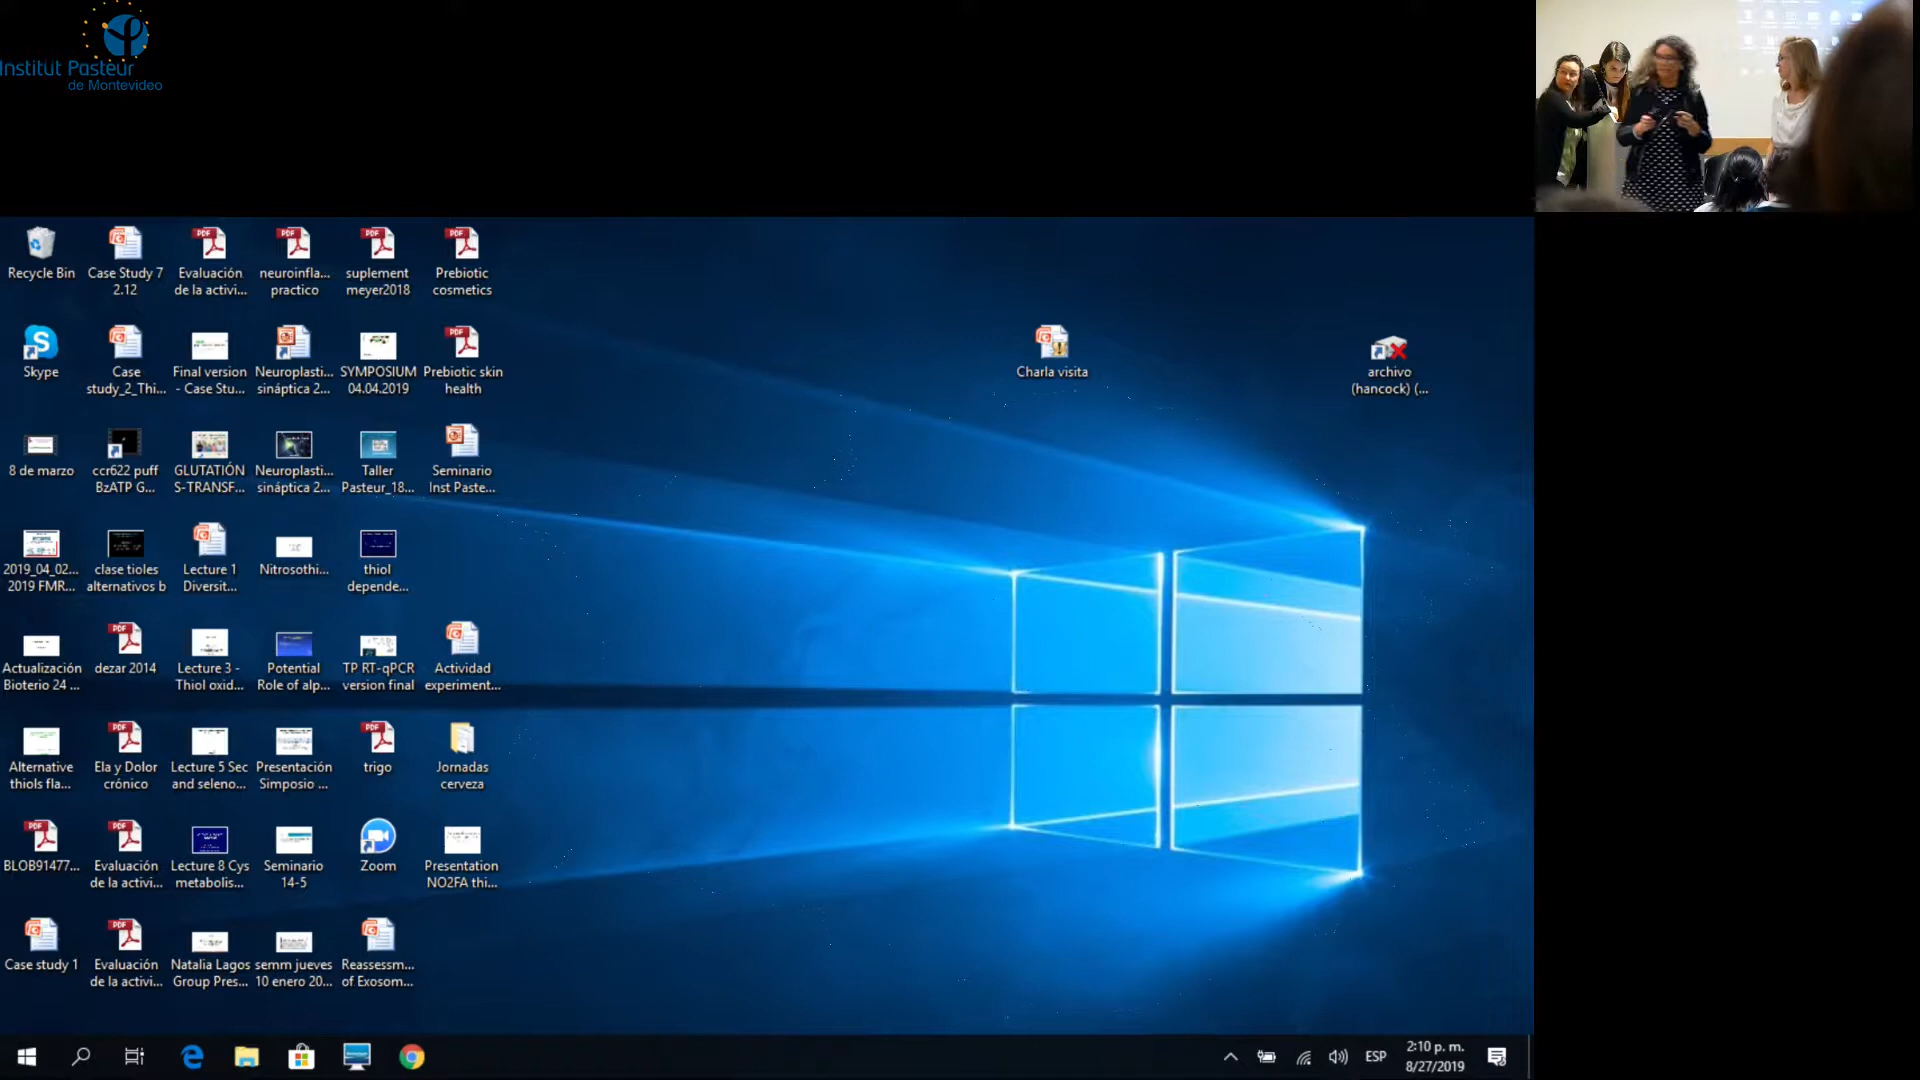 Institut Pasteur
de Montevideo
Recycle Bin
Case Study 7
2.12
Evaluación
de la activi...
neuroinfla...
practico
suplement
meyer2018
Prebiotic
cosmetics
Skype
Case
study_2_Thi...
Final version
- Case Stu...
Neuroplasti...
sináptica 2...
SYMPOSIUM
04.04.2019
Prebiotic skin
health
Charla visita
archivo
(hancock) (...
8 de marzo
ccr622 puff
BzATP G...
GLUTATIÓN
S-TRANSF...
Neuroplasti...
sináptica 2...
Taller
Pasteur_18...
Seminario
Inst Paste...
2019_04_02...
2019 FMR...
clase tioles
alternativos b
Lecture 1
Diversit...
Nitrosothi...
thiol
depende...
Actualización
Bioterio 24 ...
dezar 2014
Lecture 3 -
Thiol oxid...
Potential
Role of alp...
TP RT-qPCR
version final
Actividad
experiment...
Alternative
thiols fla...
Ela y Dolor
crónico
Lecture 5 Sec
and seleno...
Presentación
Simposio ...
trigo
Jornadas
cerveza
BLOB91477...
Evaluación
de la activi...
Lecture 8 Cys
metabolis...
Seminario
14-5
Zoom
Presentation
NO2FA thi...
Case study 1
Evaluación
de la activi...
Natalia Lagos
Group Pres...
semm jueves
10 enero 20...
Reassessm...
of Exosom...
ESP
2:10 p. m.
8/27/2019